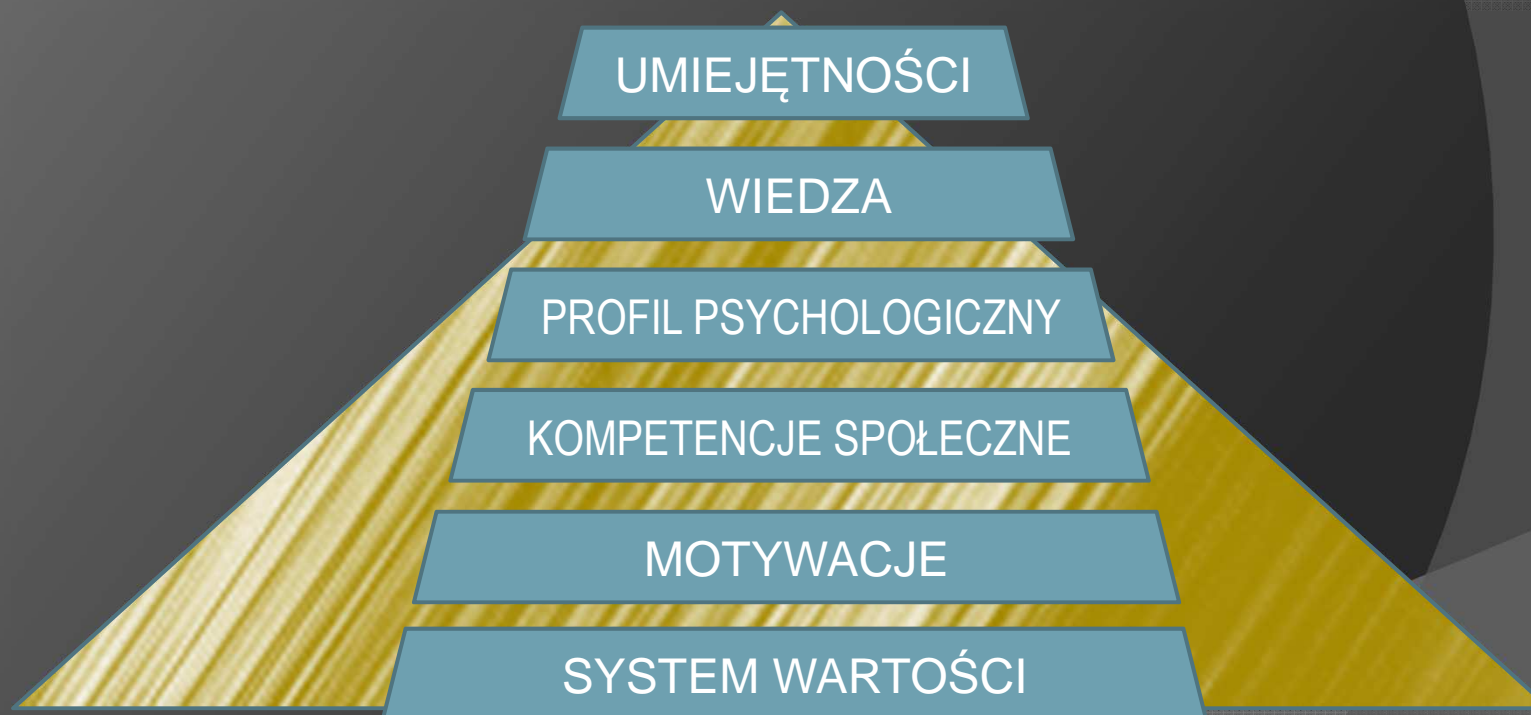 UMIEJĘTNOŚCI
WIEDZA
PROFIL PSYCHOLOGICZNY
KOMPETENCJE SPOŁECZNE
MOTYWACJE
SYSTEM WARTOŚCI